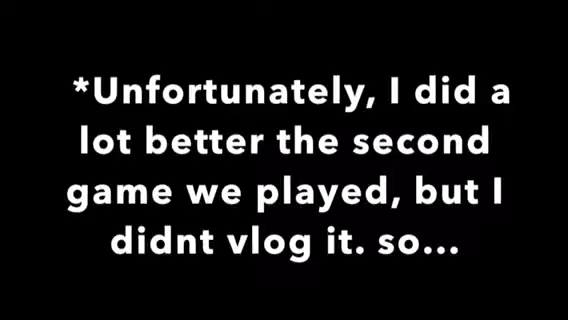 *Unfortunately, I did a
lot better the second
game we played, but I
didnt vlog it. so...